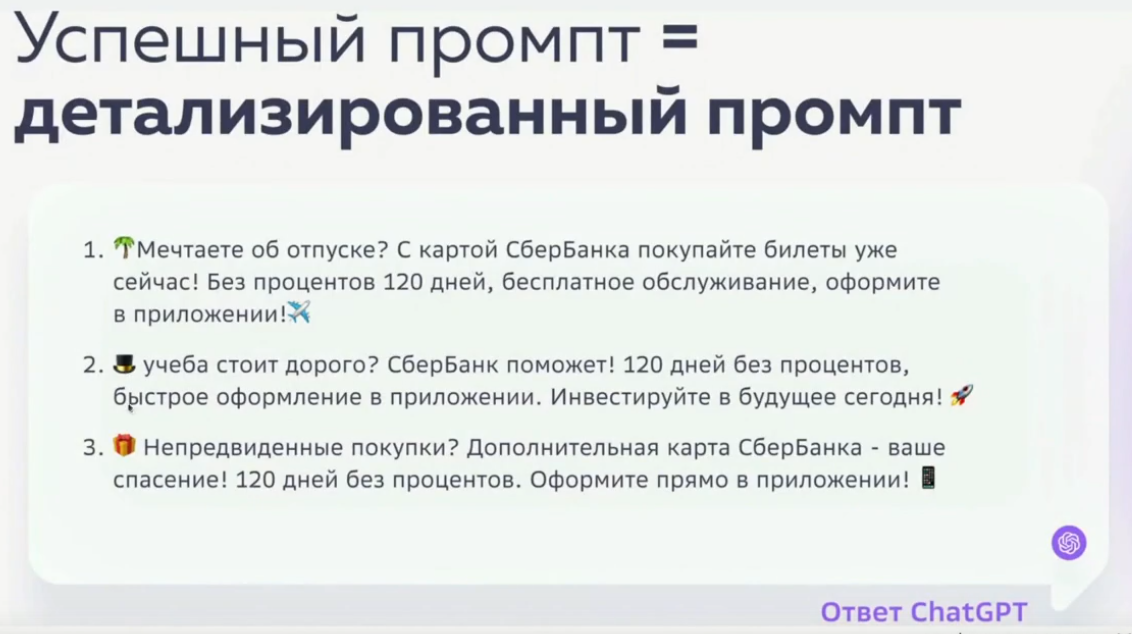 Успешный промпт =
детализированный промпт
1. 🌴Мечтаете об отпуске? С картой СберБанка покупайте билеты уже
сейчас! Без процентов 120 дней, бесплатное обслуживание, оформите
в приложении!✈️
2. 🎩 учеба стоит дорого? СберБанк поможет! 120 дней без процентов,
быстрое оформление в приложении. Инвестируйте в будущее сегодня! 🚀
3. 🎁 Непредвиденные покупки? Дополнительная карта СберБанка - ваше
спасение! 120 дней без процентов. Оформите прямо в приложении! 📱
Ответ ChatGPT